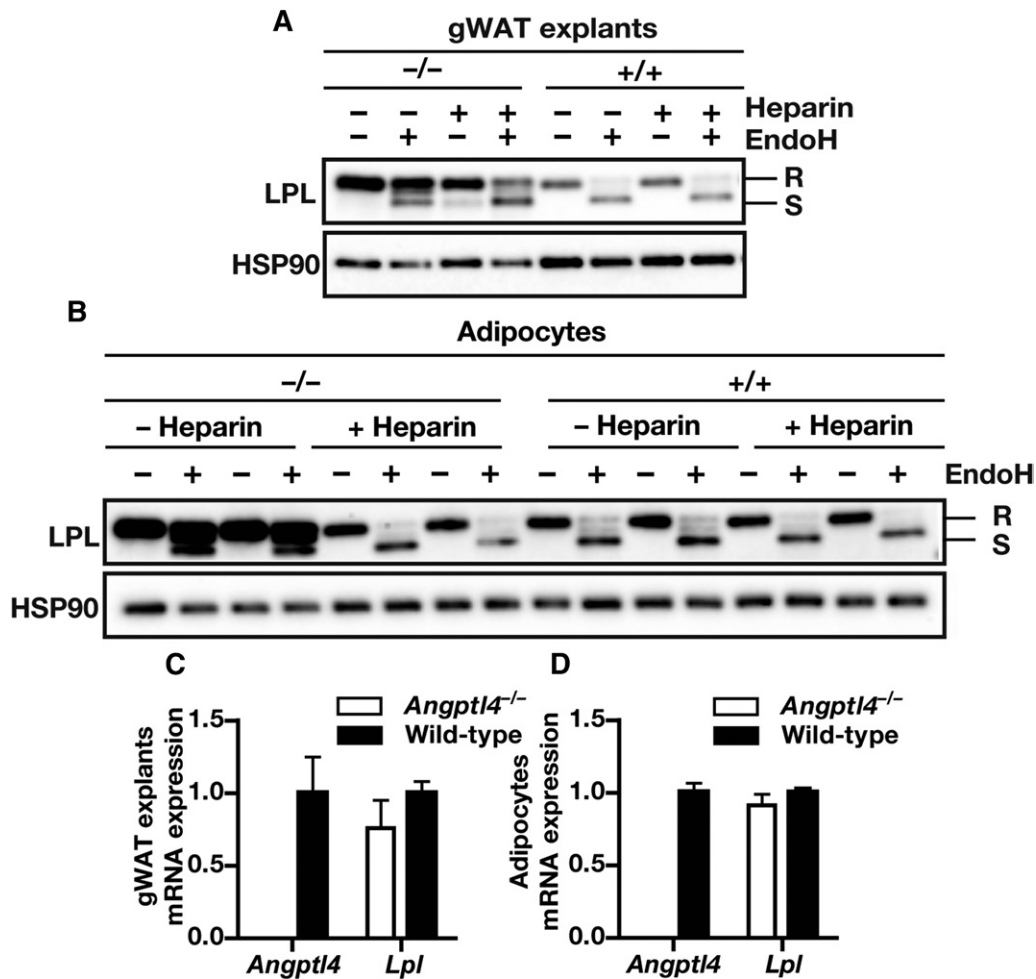 A
gWAT explants
–/– +/+
– – + + – – + + Heparin
– + – + – + – + EndoH
LPL R
S
HSP90
B
Adipocytes
–/– +/+
– Heparin + Heparin – Heparin + Heparin
– + – + – + – + – + – + – + – + EndoH
LPL R
S
HSP90
C
gWAT explants
mRNA expression
1.5
1.0
0.5
0.0
Angptl4–/–
Wild-type
Angptl4 Lpl
D
Adipocytes
mRNA expression
1.5
1.0
0.5
0.0
Angptl4–/–
Wild-type
Angptl4 Lpl